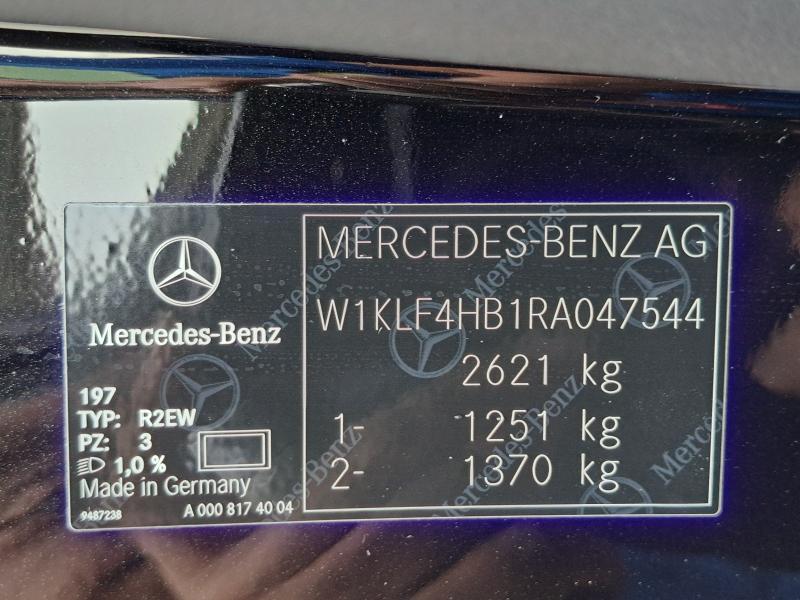 Mercedes-Benz
197
TYP: R2EW
PZ: 3
1,0 %
Made in Germany
9487238
A 000 817 40 04
MERCEDES-BENZ AG
W1KLF4HB1RA047544
2621 kg
1- 1251 kg
2- 1370 kg